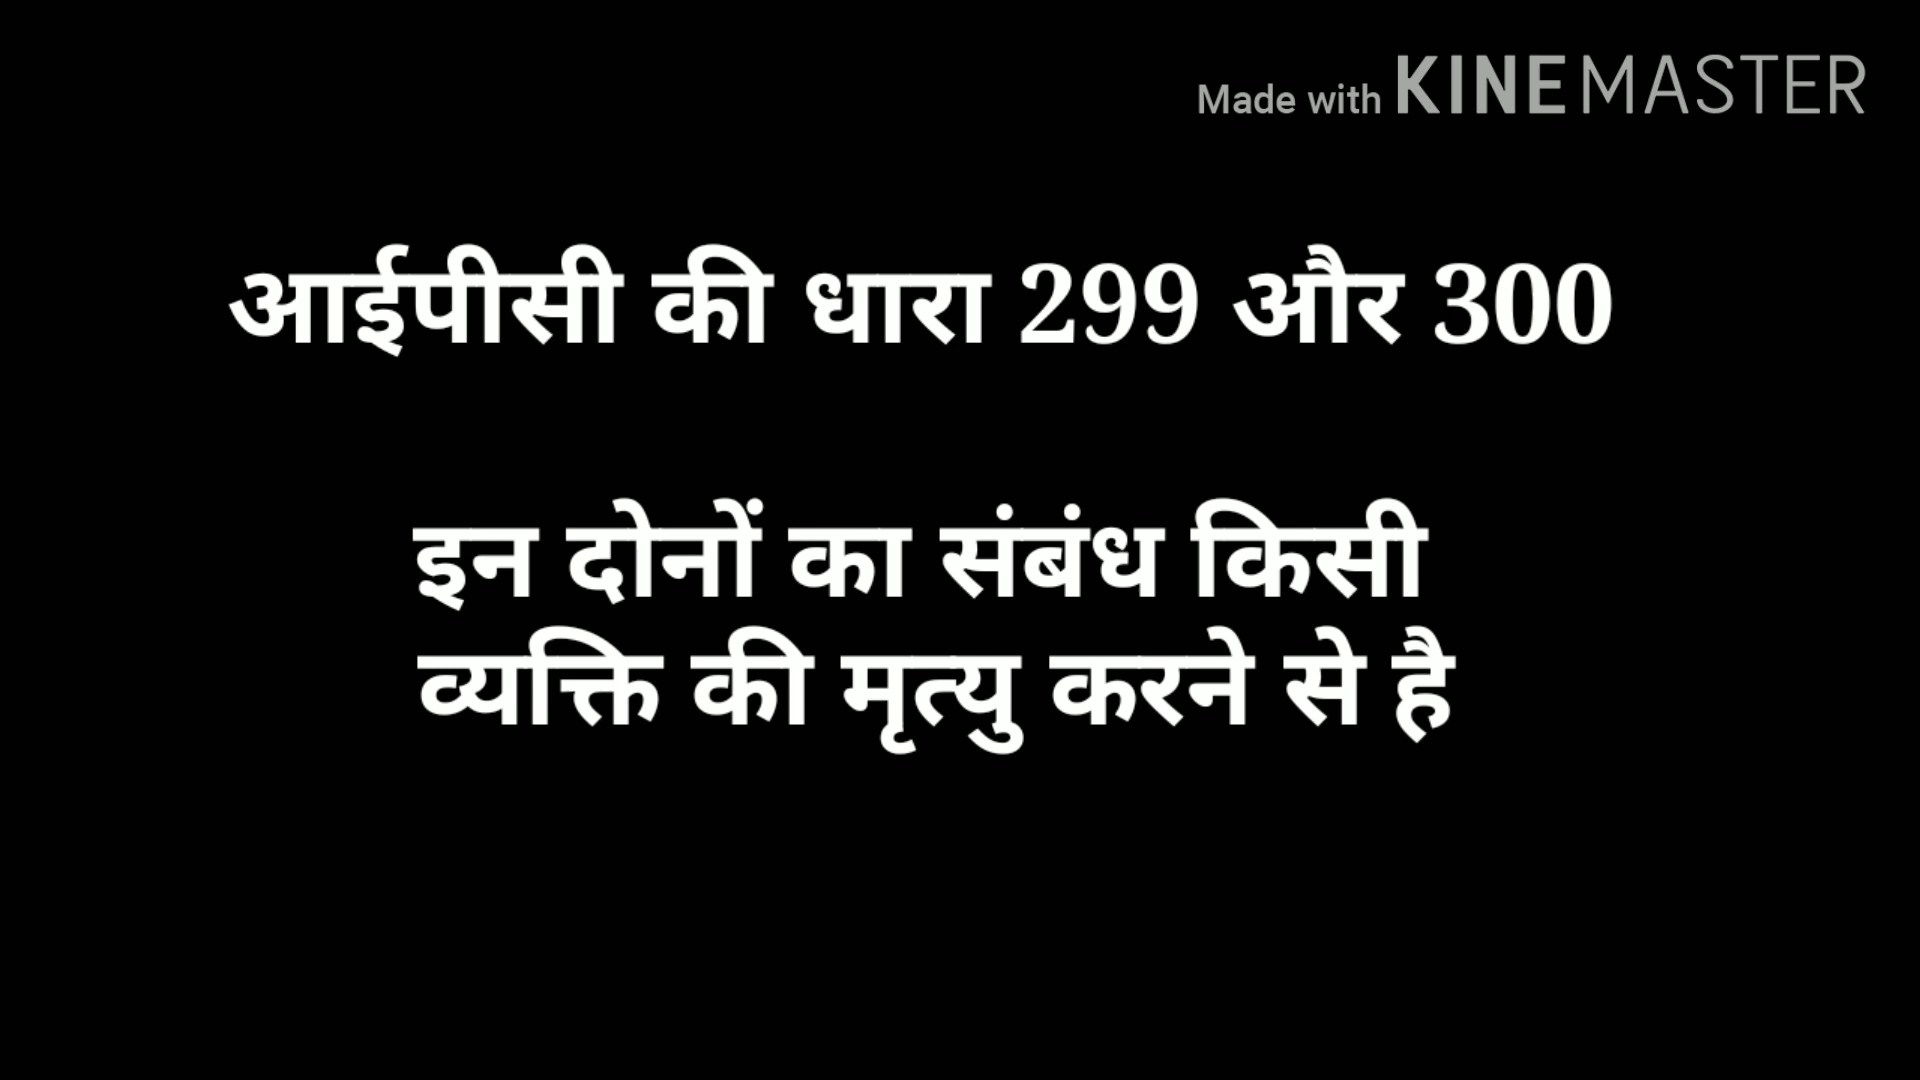 Made with KINEMASTER
आईपीसी की धारा 299 और 300
इन दोनों का संबंध किसी
व्यक्ति की मृत्यु करने से है